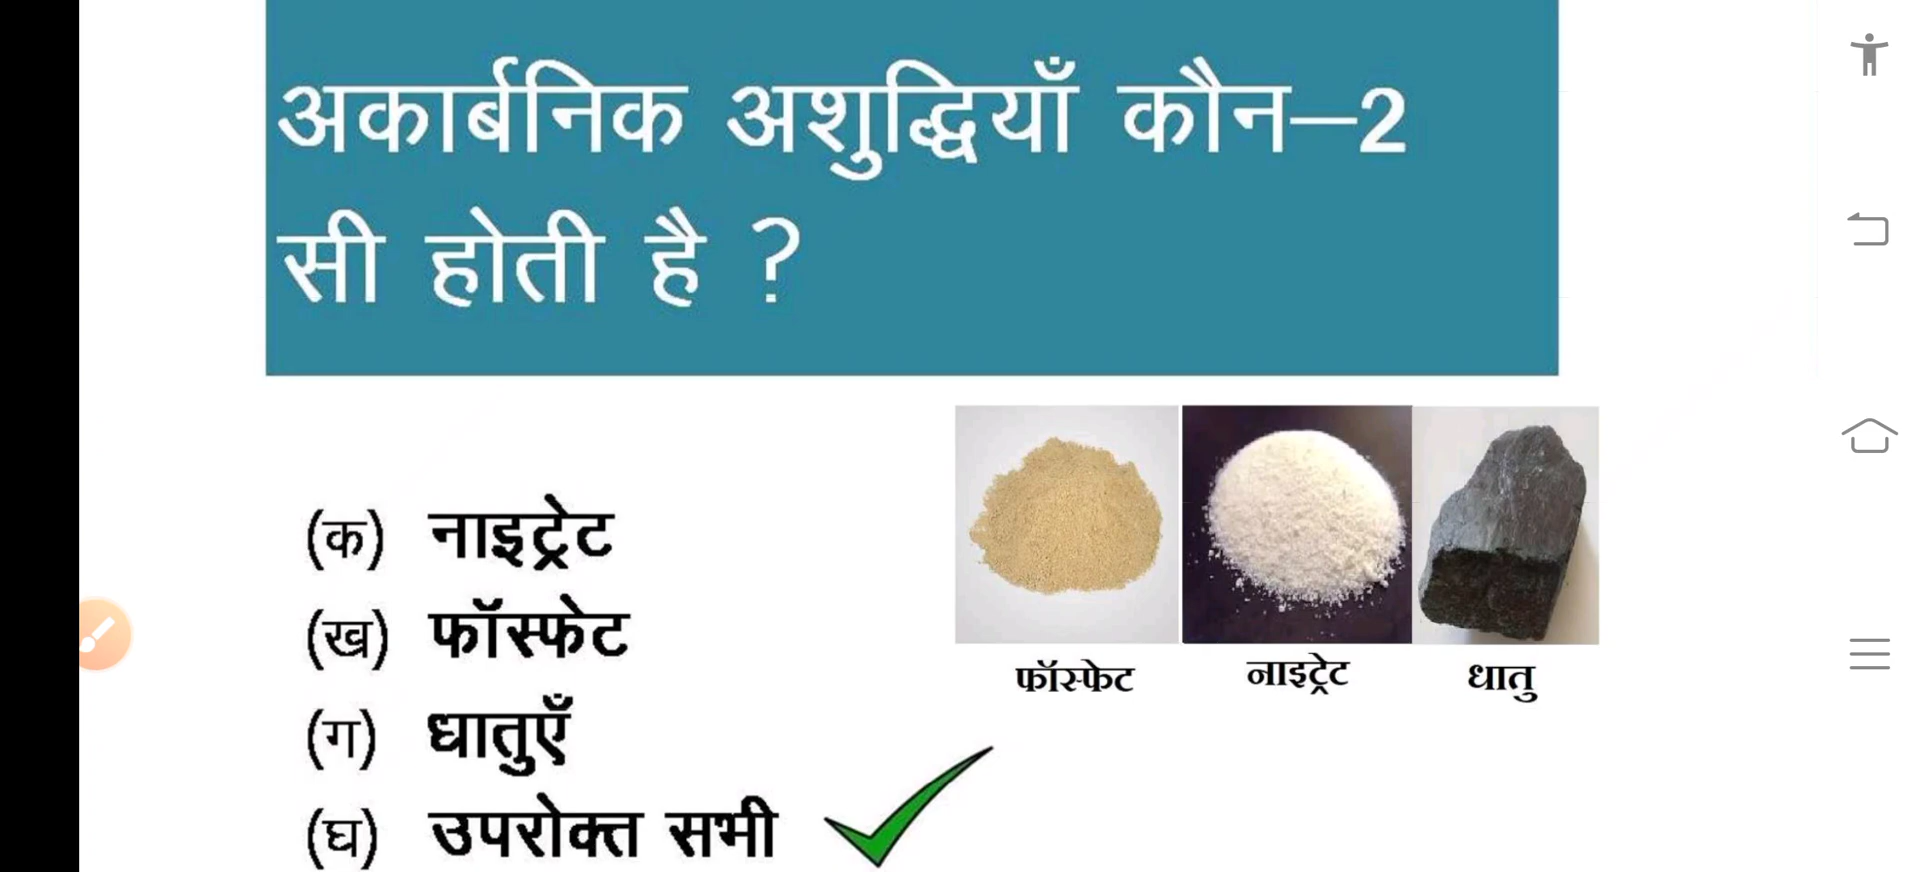 अकार्बनिक अशुद्धियाँ कौन–2
सी होती है ?
(क) नाइट्रेट
(ख) फॉस्फेट
(ग) धातुएँ
(घ) उपरोक्त सभी
फॉस्फेट नाइट्रेट धातु